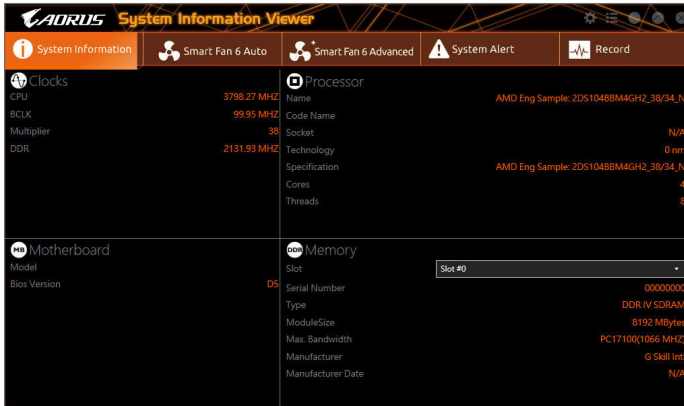 AORUS System Information Viewer
System Information
Smart Fan 6 Auto
Smart Fan 6 Advanced
System Alert
Record
Clocks
CPU 3798.27 MHZ
BCLK 99.95 MHZ
Multiplier 38
DDR 2131.93 MHZ
Processor
Name AMD Eng Sample: 2DS104BBM4GH2_38/34_N
Code Name
Socket N/A
Technology 0 nm
Specification AMD Eng Sample: 2DS104BBM4GH2_38/34_N
Cores 4
Threads 8
MB Motherboard
Model
Bios Version D5
DDR Memory
Slot Slot #0
Serial Number 00000000
Type DDR IV SDRAM
ModuleSize 8192 MBytes
Max. Bandwidth PC17100(1066 MHZ)
Manufacturer G Skill Int
Manufacturer Date N/A